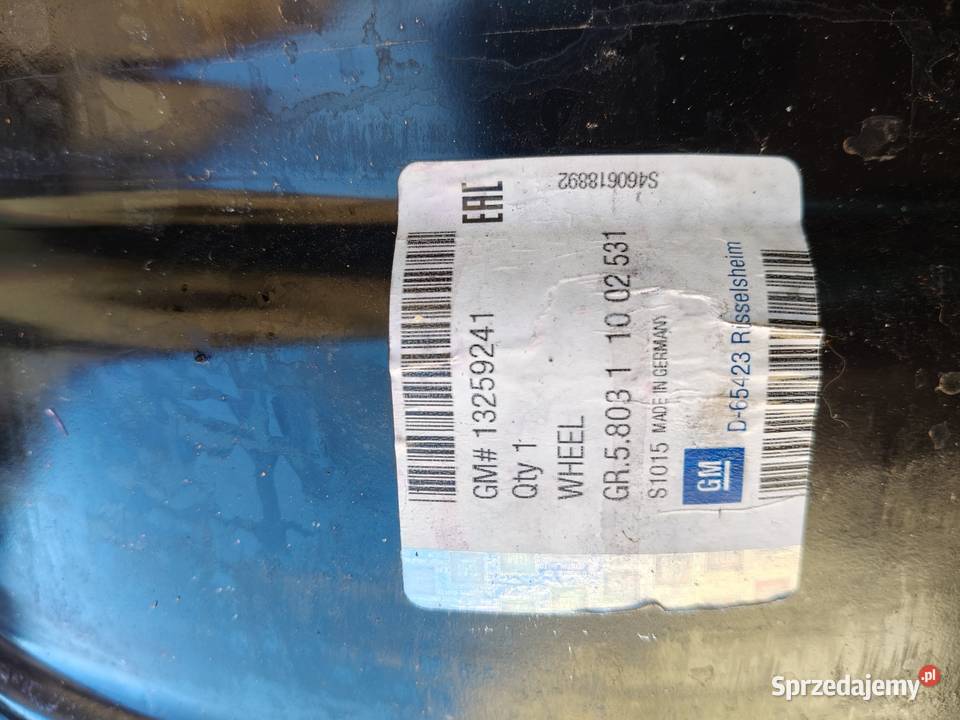 S460618892
EAC
GM# 13259241
Qty 1
WHEEL
GR.5.803 1 10 02 531
S1015 MADE IN GERMANY
GM D-65423 Rüsselsheim
Sprzedajemy.pl